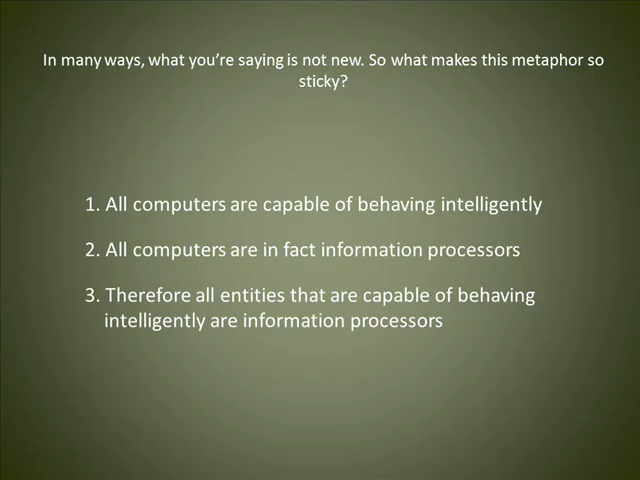 In many ways, what you're saying is not new. So what makes this metaphor so
sticky?
1. All computers are capable of behaving intelligently
2. All computers are in fact information processors
3. Therefore all entities that are capable of behaving
intelligently are information processors